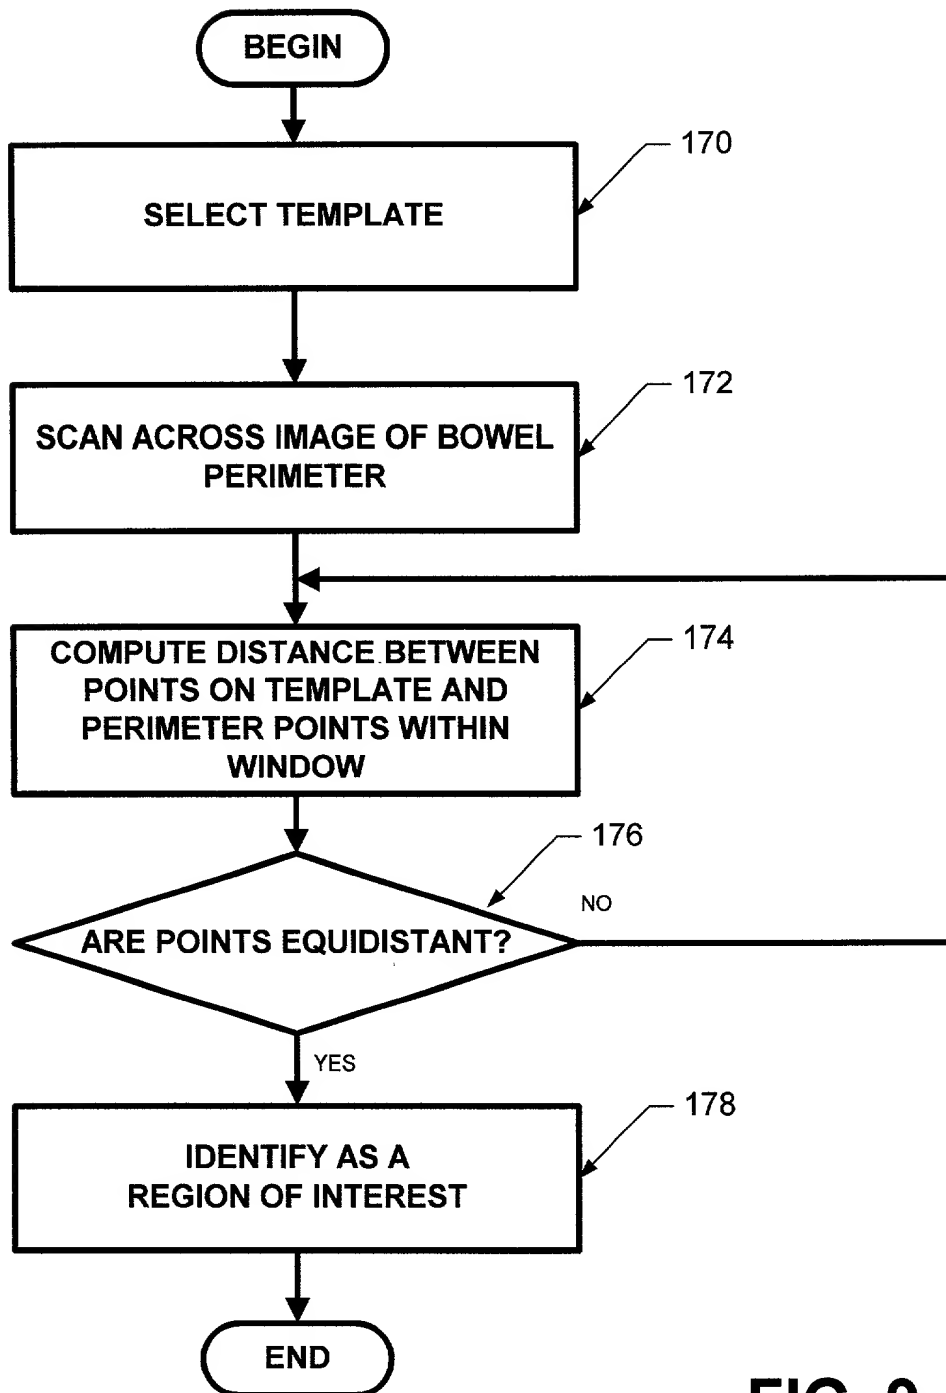 BEGIN
170
SELECT TEMPLATE
172
SCAN ACROSS IMAGE OF BOWEL
PERIMETER
174
COMPUTE DISTANCE BETWEEN
POINTS ON TEMPLATE AND
PERIMETER POINTS WITHIN
WINDOW
176
NO
ARE POINTS EQUIDISTANT?
YES
178
IDENTIFY AS A
REGION OF INTEREST
END